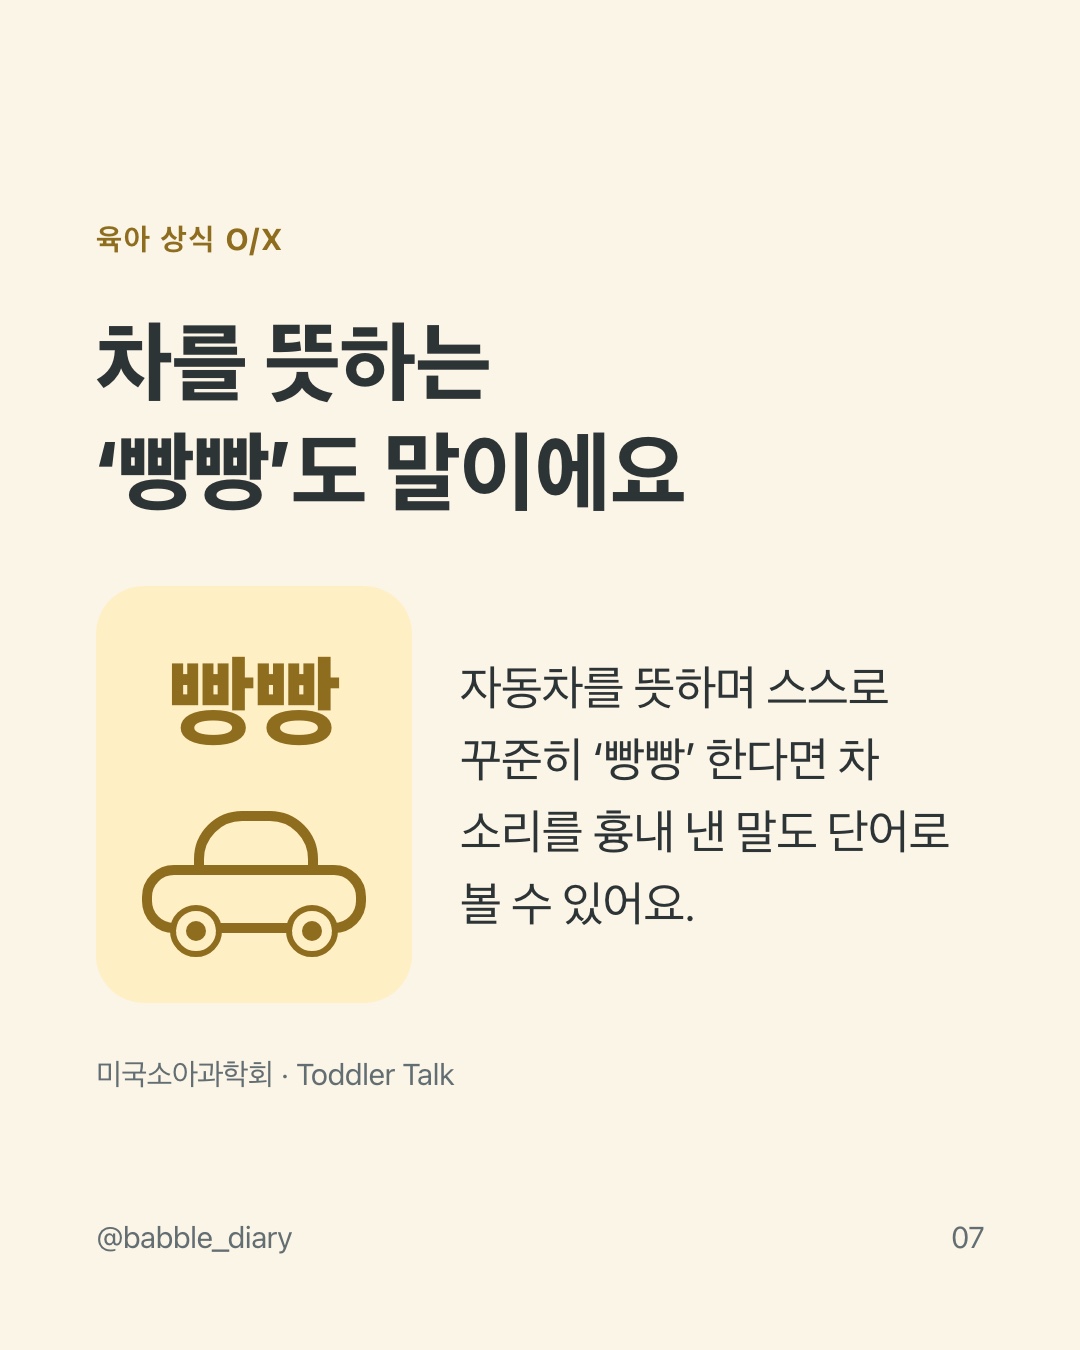 육아 상식 O/X
차를 뜻하는
‘빵빵’도 말이에요
빵빵
자동차를 뜻하며 스스로
꾸준히 ‘빵빵’ 한다면 차
소리를 흉내 낸 말도 단어로
볼 수 있어요.
미국소아과학회 · Toddler Talk
@babble_diary
07